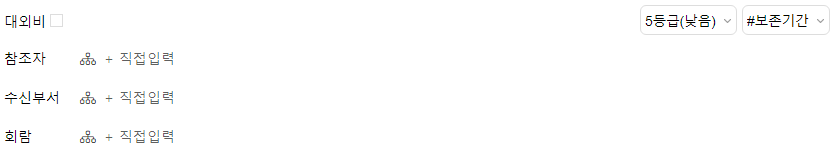 대외비 5등급(낮음) #보존기간
참조자 + 직접입력
수신부서 + 직접입력
회람 + 직접입력